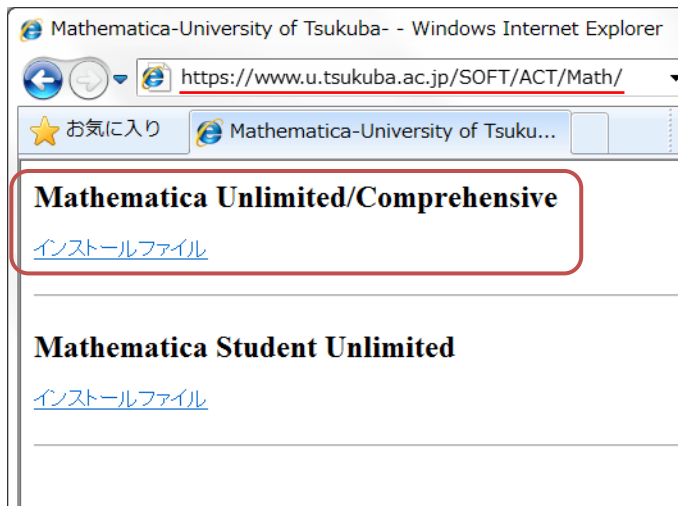 Mathematica-University of Tsukuba- - Windows Internet Explorer
https://www.u.tsukuba.ac.jp/SOFT/ACT/Math/
お気に入り
Mathematica-University of Tsuku...
Mathematica Unlimited/Comprehensive
インストールファイル
Mathematica Student Unlimited
インストールファイル